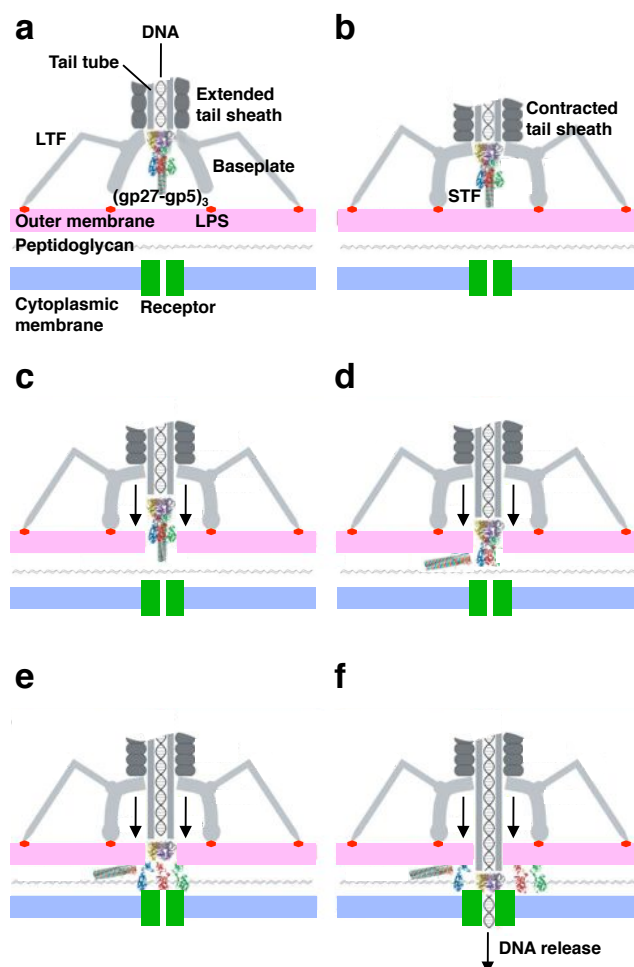 a
DNA
Tail tube
Extended
tail sheath
LTF
Baseplate
(gp27-gp5)3
Outer membrane
LPS
Peptidoglycan
Cytoplasmic
membrane
Receptor
b
Contracted
tail sheath
STF
c
d
e
f
DNA release